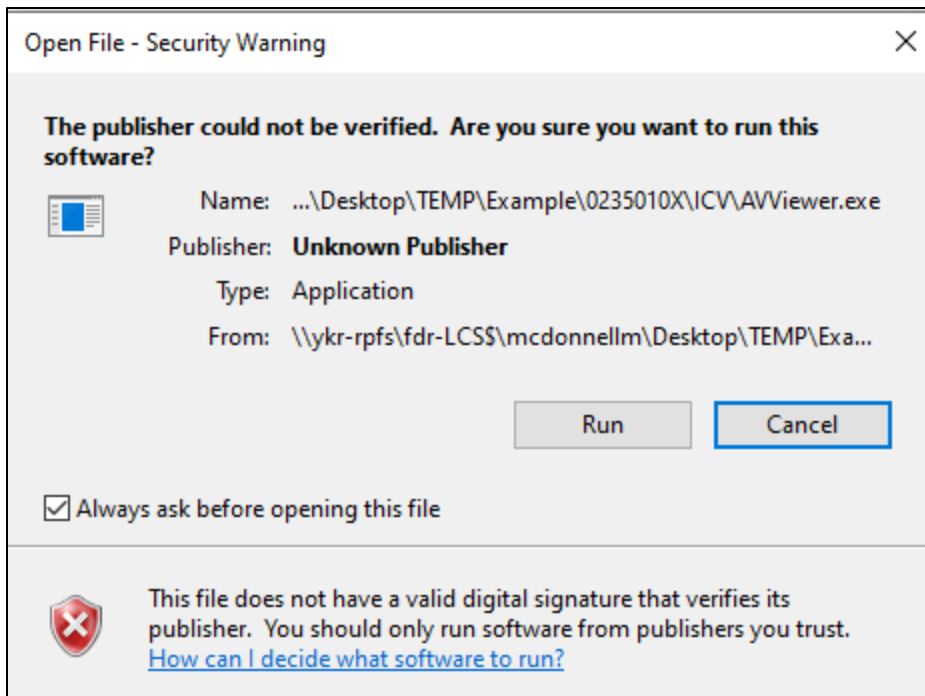 Open File - Security Warning
The publisher could not be verified.  Are you sure you want to run this
software?
Name: ...\Desktop\TEMP\Example\0235010X\ICV\AVViewer.exe
Publisher: Unknown Publisher
Type: Application
From: \\ykr-rpfs\fdr-LCS$\mcdonnellm\Desktop\TEMP\Exa...
Run Cancel
Always ask before opening this file
This file does not have a valid digital signature that verifies its
publisher.  You should only run software from publishers you trust.
How can I decide what software to run?